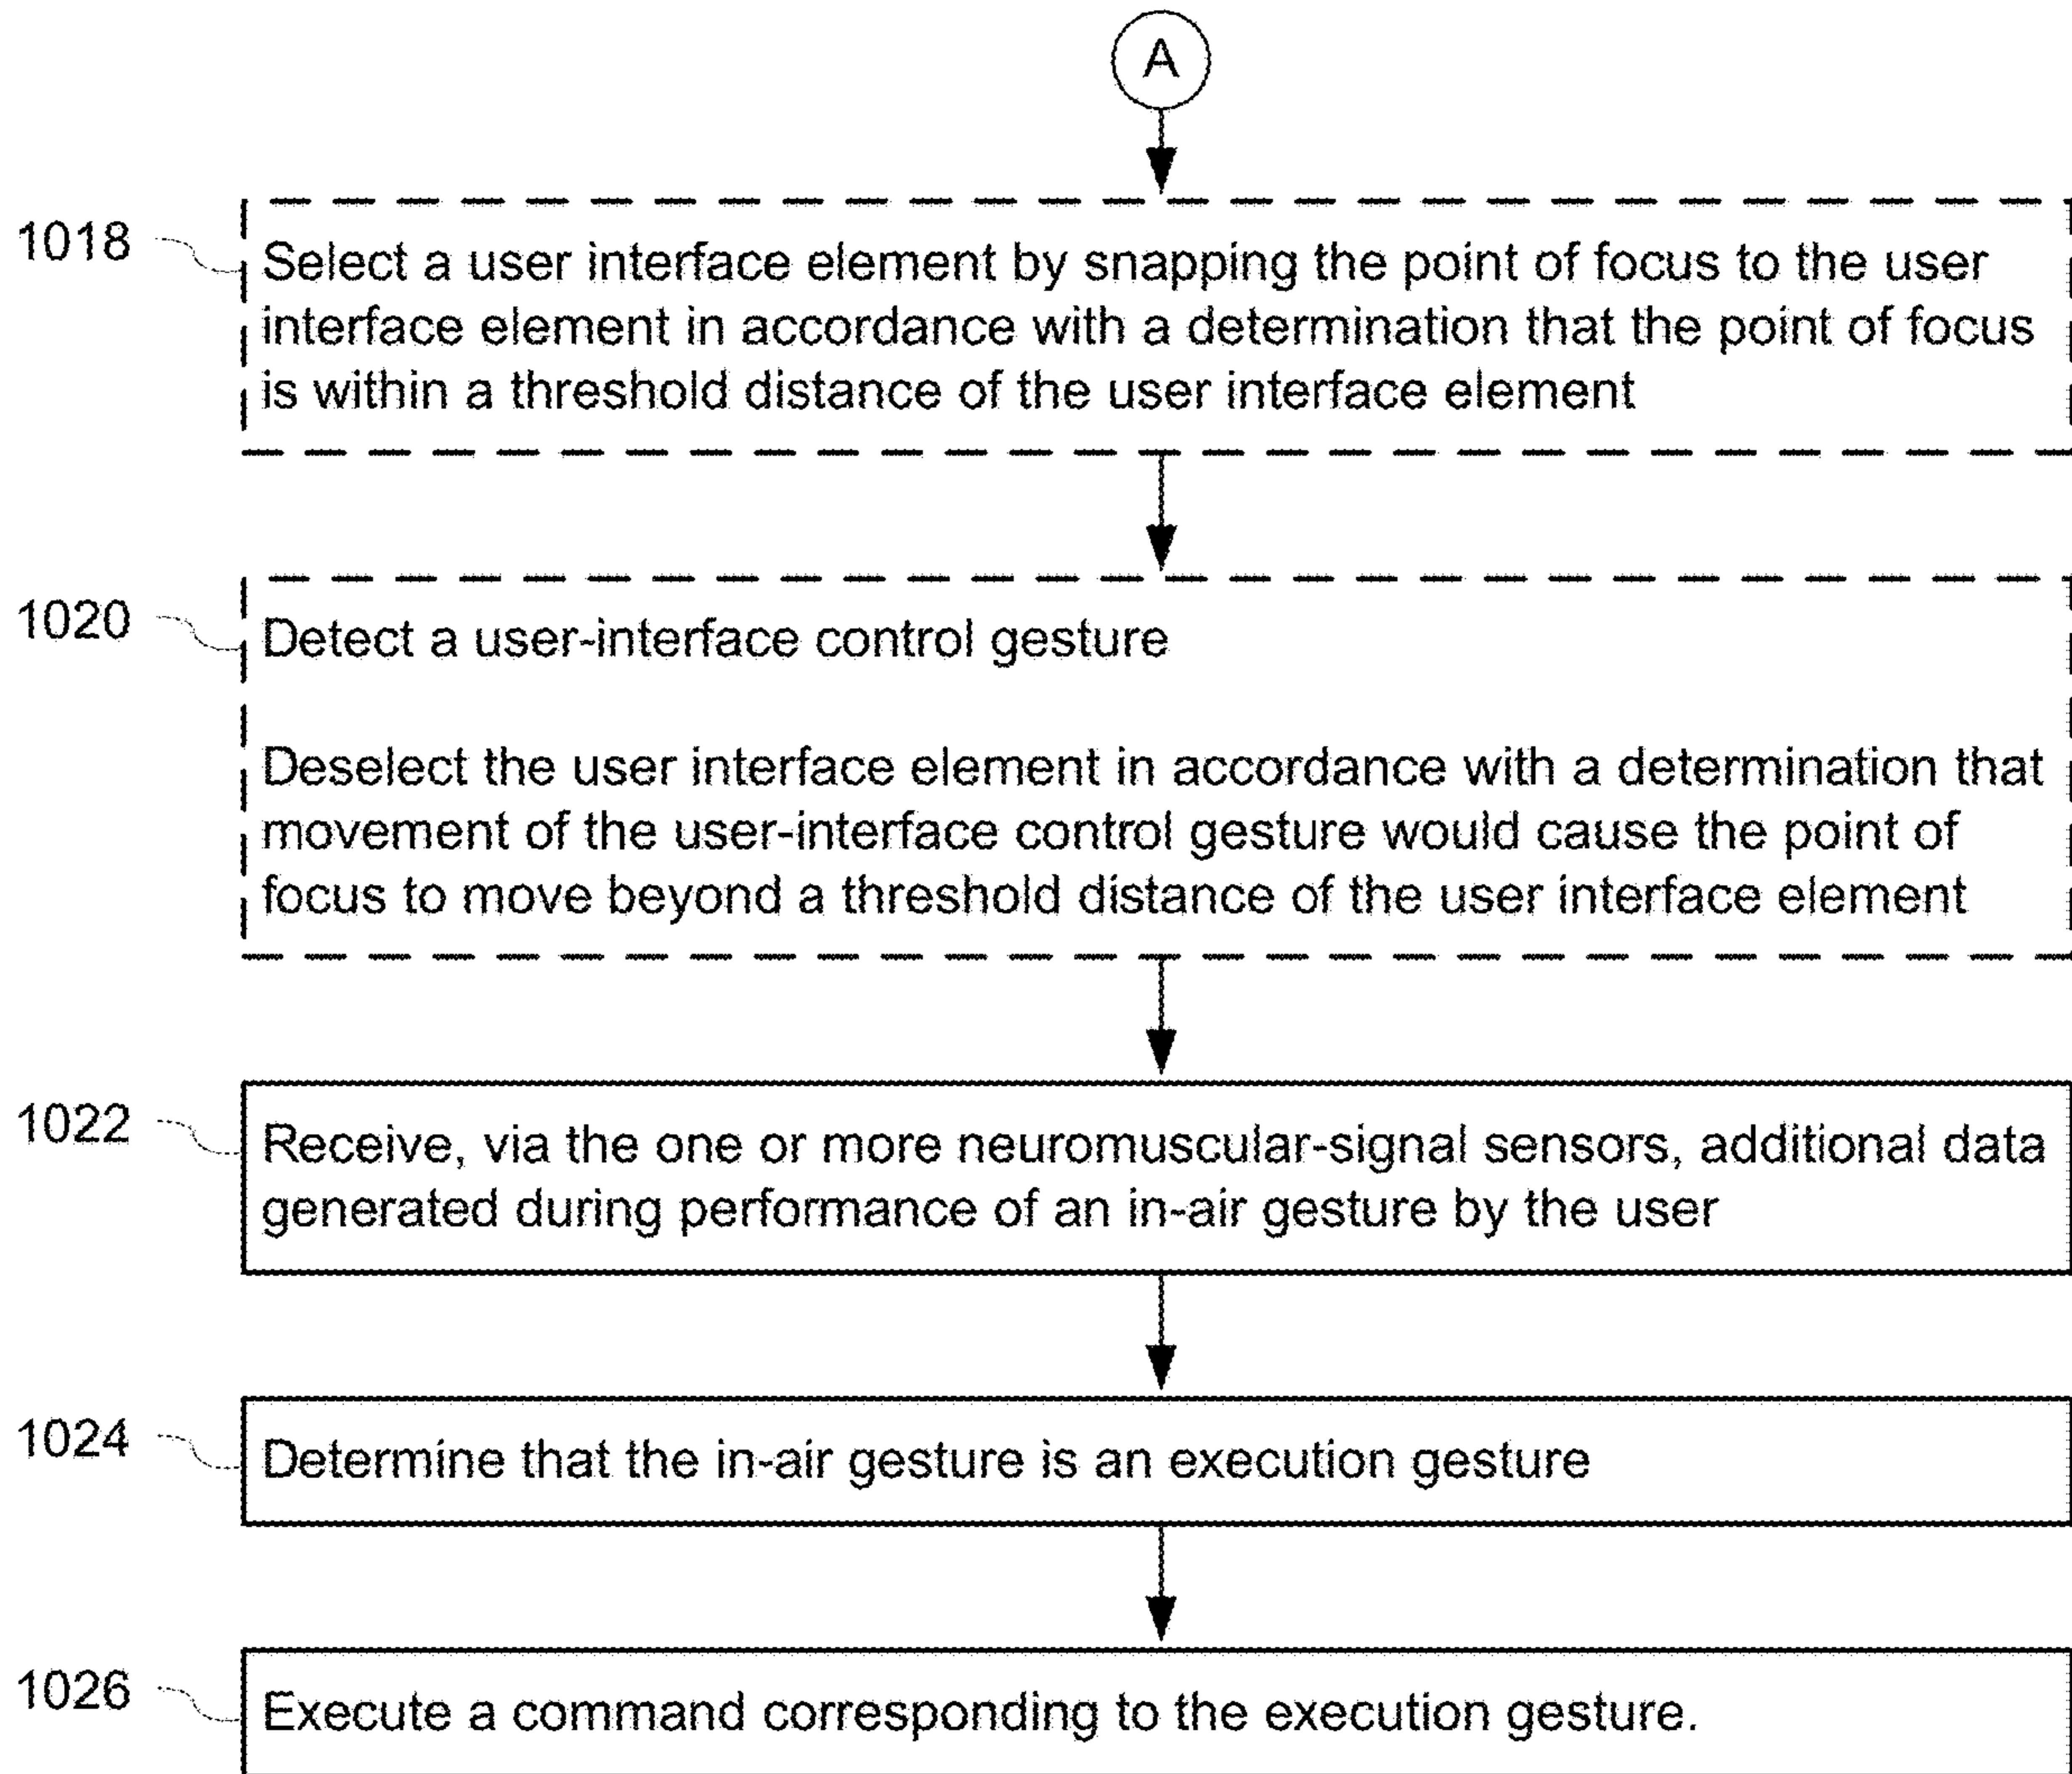 A
1018
Select a user interface element by snapping the point of focus to the user
interface element in accordance with a determination that the point of focus
is within a threshold distance of the user interface element
1020
Detect a user-interface control gesture
Deselect the user interface element in accordance with a determination that
movement of the user-interface control gesture would cause the point of
focus to move beyond a threshold distance of the user interface element
1022
Receive, via the one or more neuromuscular-signal sensors, additional data
generated during performance of an in-air gesture by the user
1024
Determine that the in-air gesture is an execution gesture
1026
Execute a command corresponding to the execution gesture.